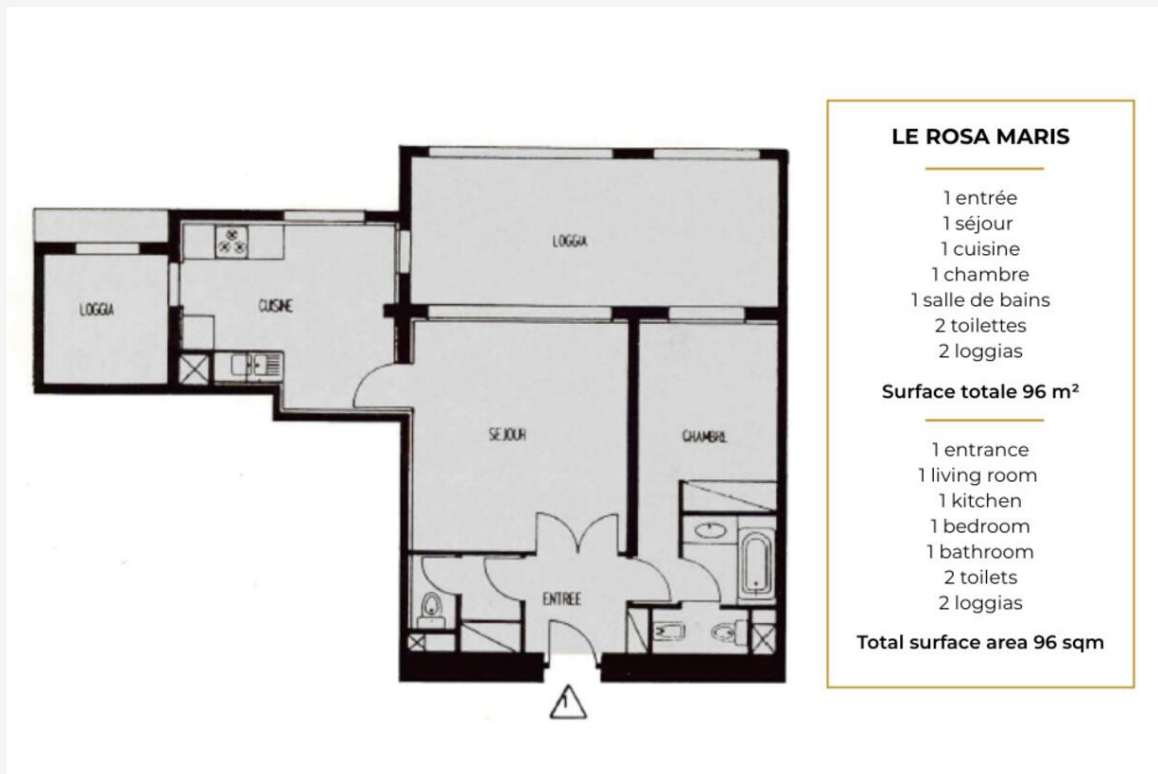 LOGGIA
LOGGIA
CUISINE
SEJOUR
CHAMBRE
ENTREE
1
LE ROSA MARIS
1 entrée
1 séjour
1 cuisine
1 chambre
1 salle de bains
2 toilettes
2 loggias
Surface totale 96 m²
1 entrance
1 living room
1 kitchen
1 bedroom
1 bathroom
2 toilets
2 loggias
Total surface area 96 sqm